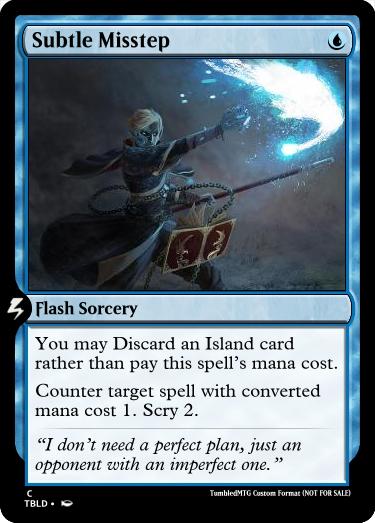 Subtle Misstep
Flash Sorcery
You may Discard an Island card
rather than pay this spell's mana cost.
Counter target spell with converted
mana cost 1. Scry 2.
"I don't need a perfect plan, just an
opponent with an imperfect one."
C
TBLD •
TumbledMTG Custom Format (NOT FOR SALE)